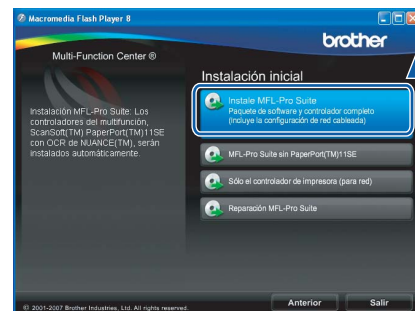 Macromedia Flash Player 8
brother
Multi-Function Center ®
Instalación inicial
Instalación MFL-Pro Suite: Los
controladores del multifunción,
ScanSoft(TM) PaperPort(TM)11SE
con OCR de NUANCE(TM), serán
instalados automáticamente.
Instale MFL-Pro Suite
Paquete de software y controlador completo
(Incluye la configuración de red cableada)
MFL-Pro Suite sin PaperPort(TM)11SE
Sólo el controlador de impresora (para red)
Reparación MFL-Pro Suite
© 2001-2007 Brother Industries, Ltd. All rights reserved.
Anterior
Salir